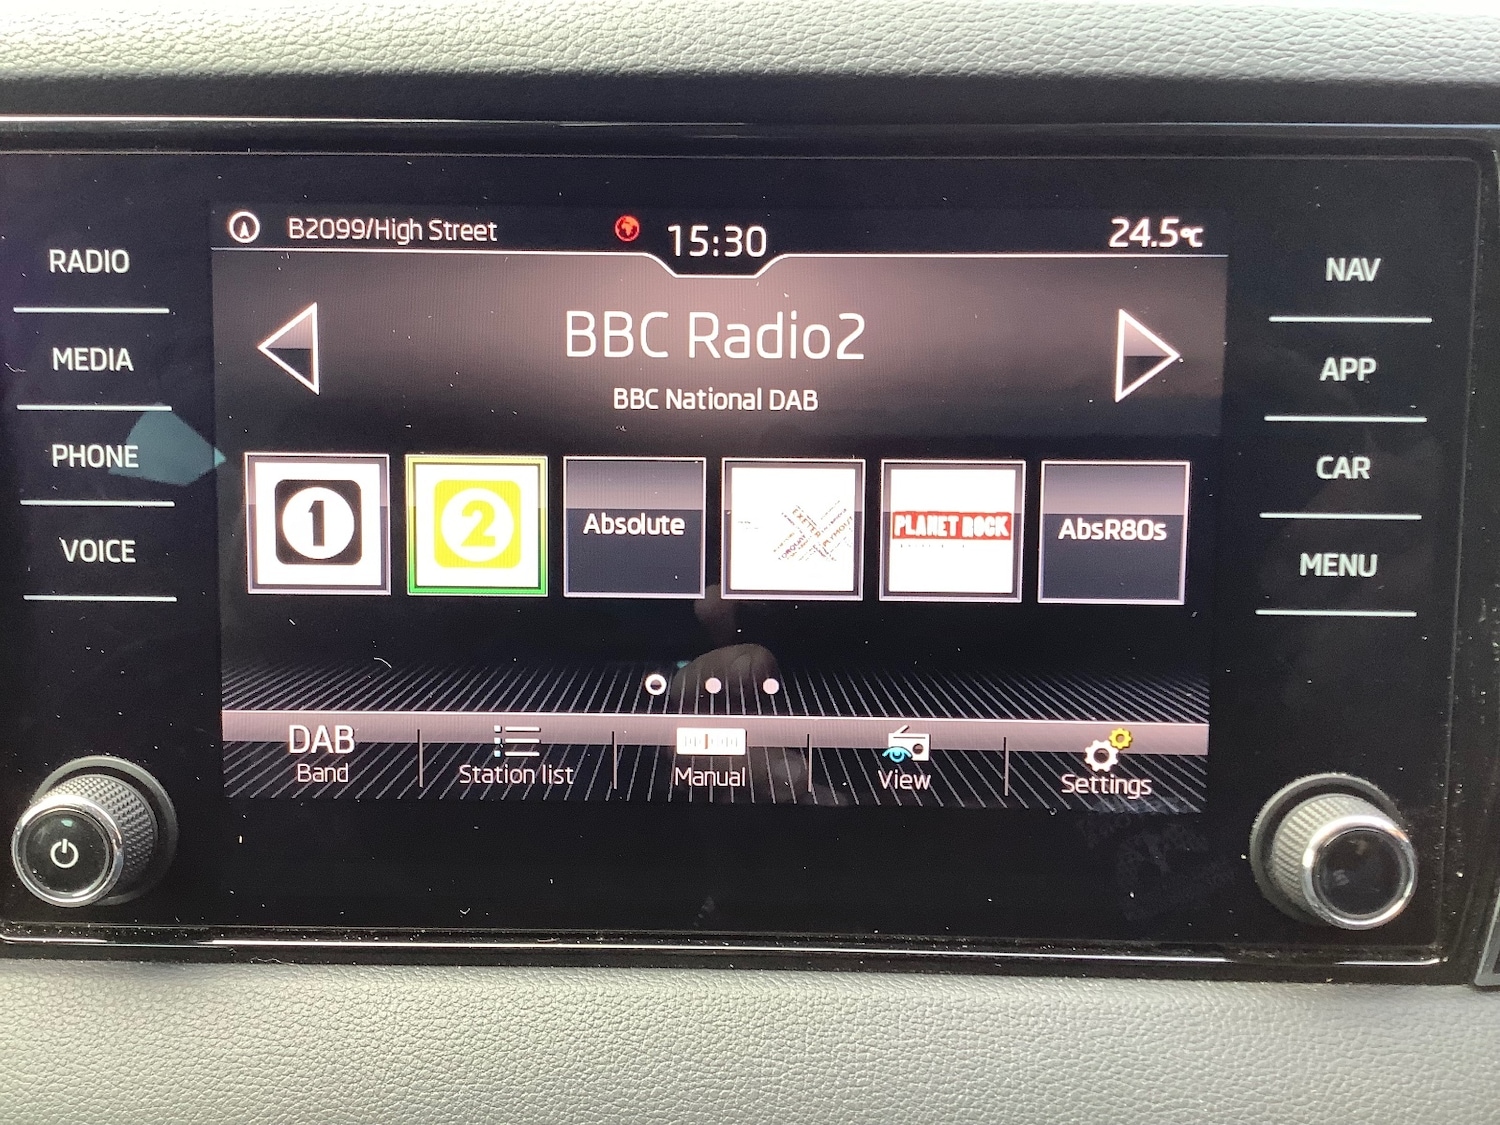 B2099/High Street
15:30
24.5°C
RADIO
MEDIA
PHONE
VOICE
NAV
APP
CAR
MENU
BBC Radio2
BBC National DAB
1
2
Absolute
PLANET ROCK
AbsR80s
DAB
Band
Station list
Manual
View
Settings